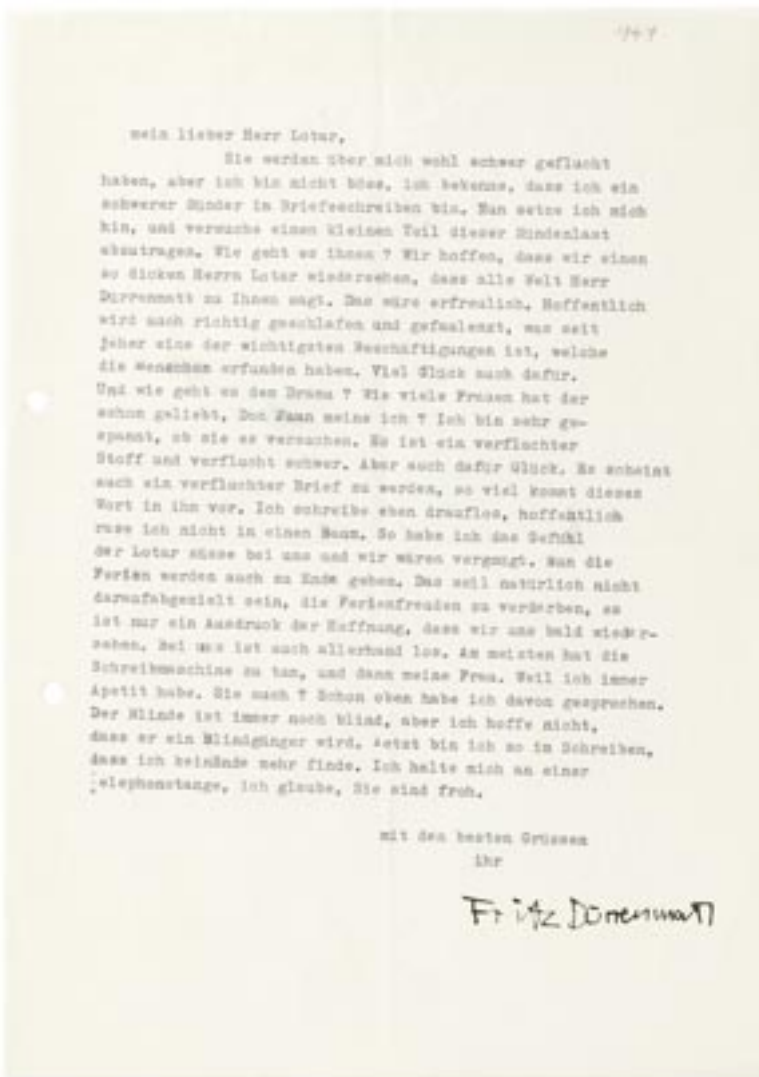 mein lieber Herr Lotar,
Sie werden über mich wohl schwer geflucht
haben, aber ich bin nicht böse, ich bekenne, dass ich ein
schwerer Sünder in Briefeschreiben bin. Nun setze ich mich
hin, und versuche einen kleinen Teil dieser Sündenlast
abzutragen. Wie geht es ihnen ? Wir hoffen, dass wir einen
so dicken Herrn Lotar wiedersehen, dass alle Welt Herr
Dürrenmatt zu Ihnen sagt. Das wäre erfreulich. Hoffentlich
wird auch richtig geschlafen und gefaulenzt, was seit
jeher eine der wichtigsten Beschäftigungen ist, welche
die Menschen erfunden haben. Viel Glück auch dafür.
Und wie geht es dem Drama ? Wie viele Frauen hat der
schon geliebt, Don Juan meine ich ? Ich bin sehr ge-
spannt, ob sie es versuchen. Es ist ein verfluchter
Stoff und verflucht schwer. Aber auch dafür Glück. Es scheint
auch ein verfluchter Brief zu werden, so viel kommt dieses
Wort in ihm vor. Ich schreibe eben drauflos, hoffentlich
rase ich nicht in einen Baum. So habe ich das Gefühl
der Lotar sässe bei uns und wir wären vergnügt. Nun die
Ferien werden auch zu Ende gehen. Das soll natürlich nicht
daraufabgezielt sein, die Ferienfreuden zu verderben, es
ist nur ein Ausdruck der Hoffnung, dass wir uns bald wieder-
sehen. Bei uns ist auch allerhand los. Am meisten hat die
Schreibmaschine zu tun, und dann meine Frau. Weil ich immer
Apetit habe. Sie auch ? Schon oben habe ich davon gesprochen.
Der Blinde ist immer noch blind, aber ich hoffe nicht,
dass er ein Blindgänger wird. Jetzt bin ich so im Schreiben,
dass ich keinEnde mehr finde. Ich halte mich an einer
elephonstange, ich glaube, Sie sind froh.
mit den besten Grüssen
ihr
Fritz Dürrenmatt